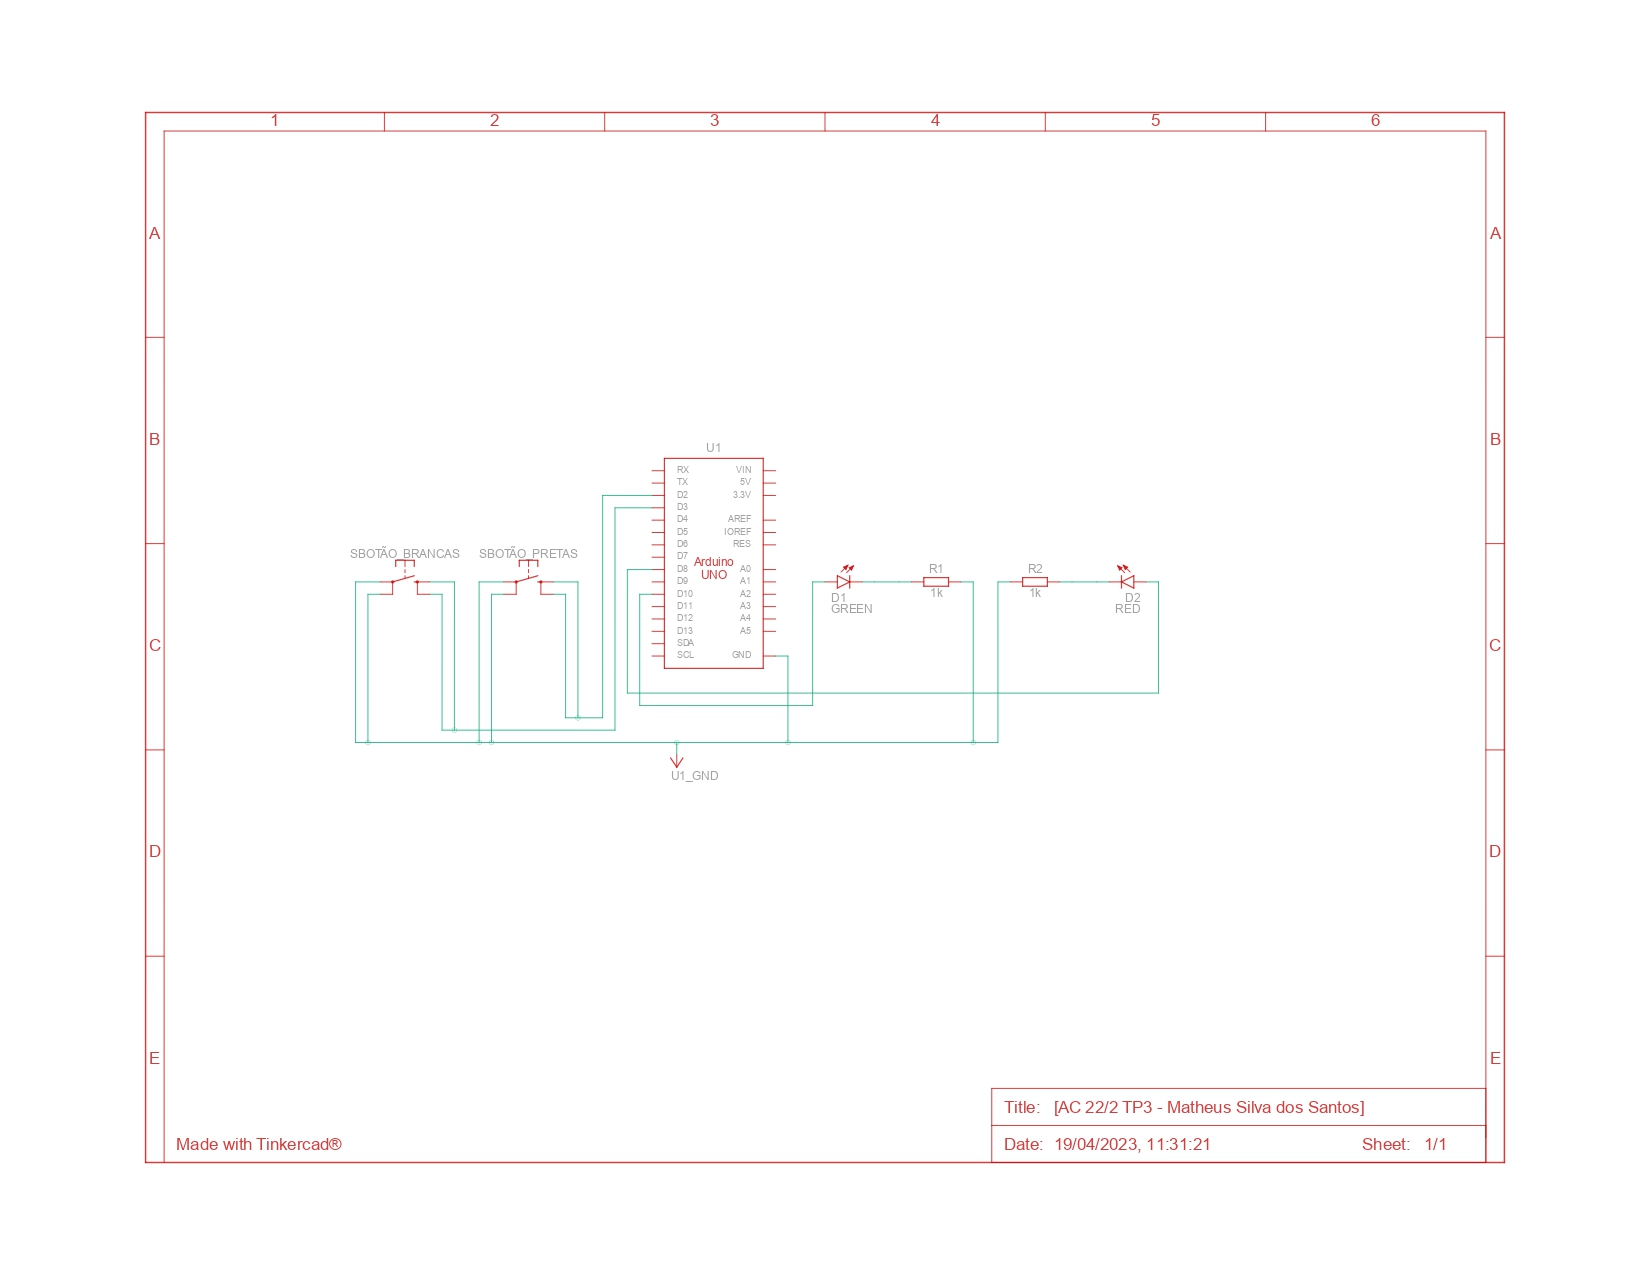 1 2 3 4 5 6
A A
B B
U1
RX VIN
TX 5V
D2 3.3V
D3
D4 AREF
D5 IOREF
D6 RES
D7
Arduino
UNO
D8 A0
D9 A1
D10 A2
D11 A3
D12 A4
D13 A5
SDA
SCL GND
SBOTÃO_BRANCAS SBOTÃO_PRETAS
D1
GREEN
R1
1k
R2
1k
D2
RED
C C
U1_GND
D D
E E
Title: [AC 22/2 TP3 - Matheus Silva dos Santos]
Made with Tinkercad®
Date: 19/04/2023, 11:31:21 Sheet: 1/1